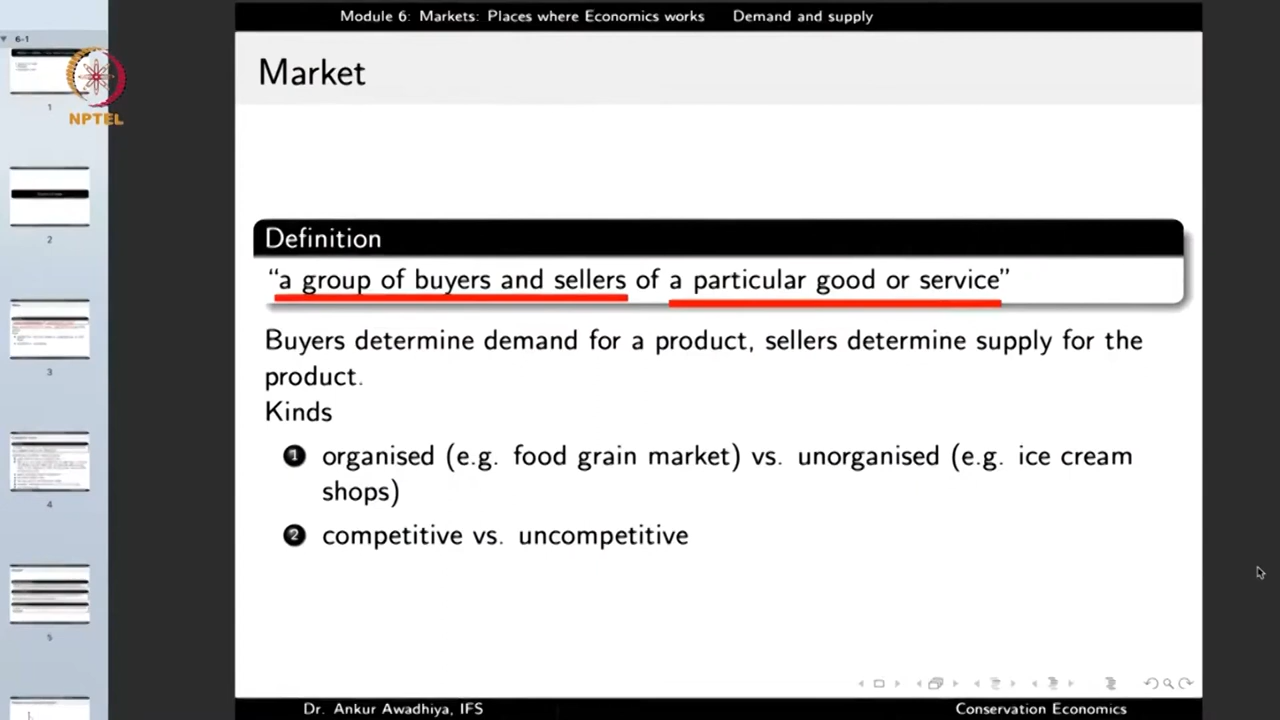 Module 6: Markets: Places where Economics works Demand and supply
6-1
Market
NPTEL
1
2
3
4
5
Definition
“a group of buyers and sellers of a particular good or service”
Buyers determine demand for a product, sellers determine supply for the
product.
Kinds
1 organised (e.g. food grain market) vs. unorganised (e.g. ice cream
shops)
2 competitive vs. uncompetitive
Dr. Ankur Awadhiya, IFS Conservation Economics